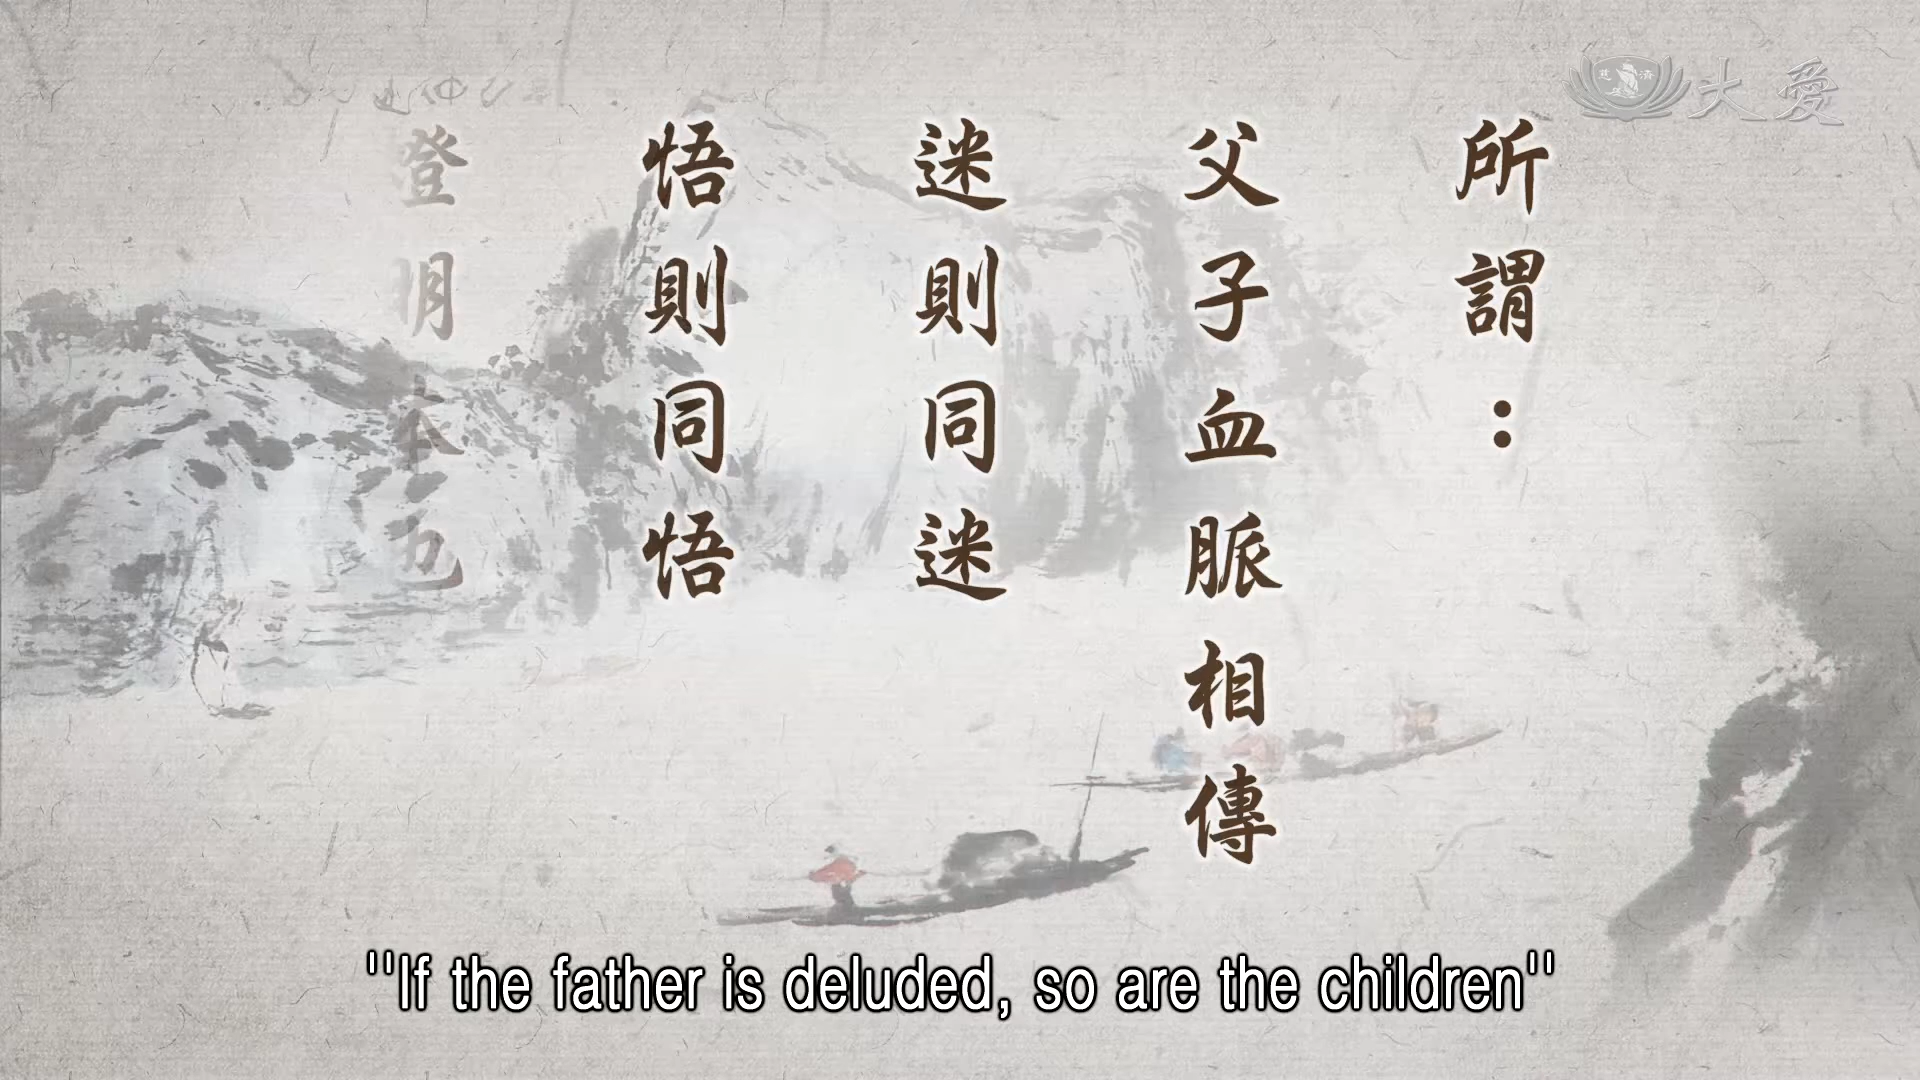 大愛
所謂：
父子血脈相傳
迷則同迷
悟則同悟
登明本也
"If the father is deluded, so are the children"